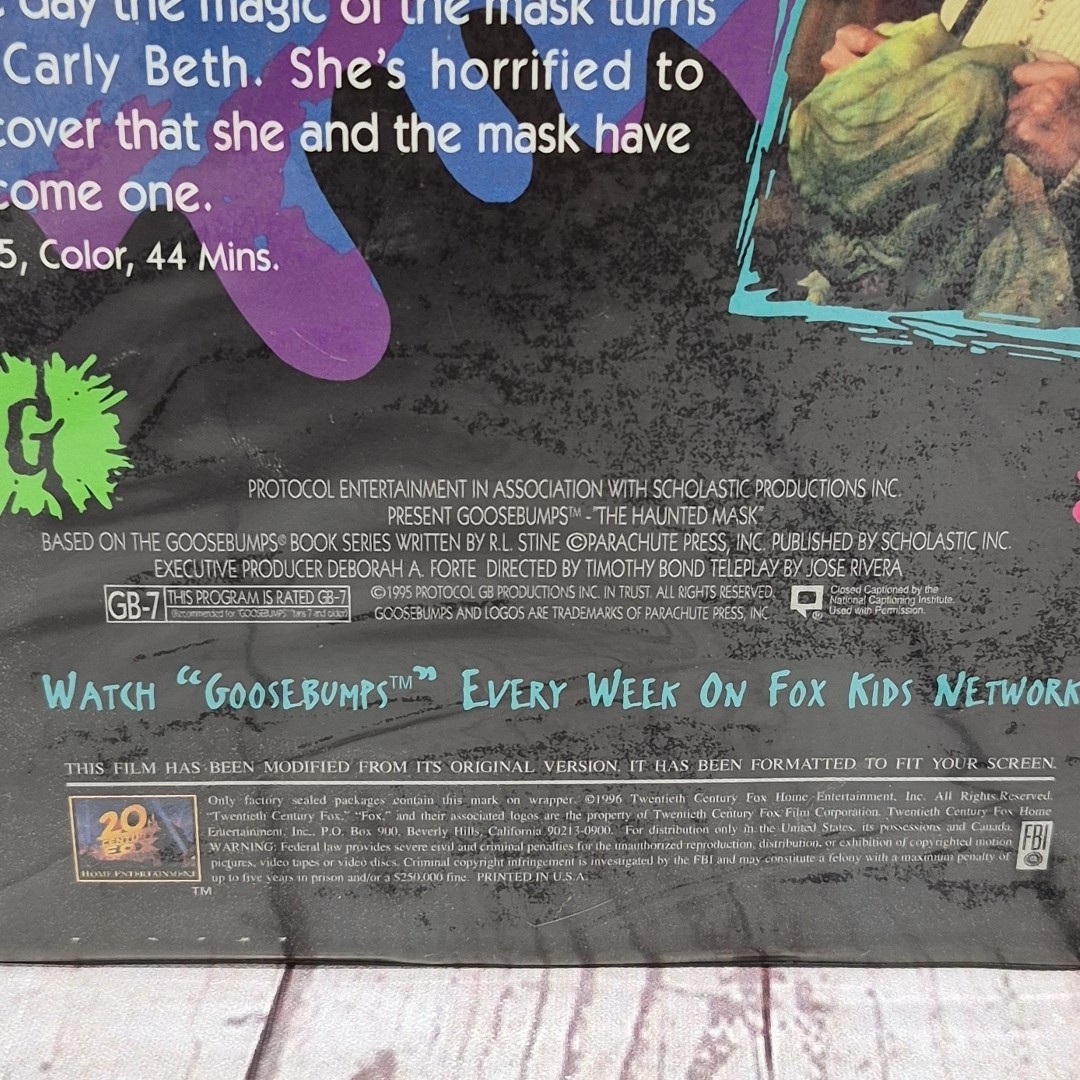 day the magic of the mask turns
Carly Beth. She's horrified to
cover that she and the mask have
come one.
5, Color, 44 Mins.
G
PROTOCOL ENTERTAINMENT IN ASSOCIATION WITH SCHOLASTIC PRODUCTIONS INC.
PRESENT GOOSEBUMPS™ - "THE HAUNTED MASK"
BASED ON THE GOOSEBUMPS® BOOK SERIES WRITTEN BY R.L. STINE ©PARACHUTE PRESS, INC. PUBLISHED BY SCHOLASTIC, INC.
EXECUTIVE PRODUCER DEBORAH A. FORTE DIRECTED BY TIMOTHY BOND TELEPLAY BY JOSE RIVERA
GB-7 THIS PROGRAM IS RATED GB-7
(Recommended for "GOOSEBUMPS" fans 7 and older)
©1995 PROTOCOL GB PRODUCTIONS INC. IN TRUST. ALL RIGHTS RESERVED.
GOOSEBUMPS AND LOGOS ARE TRADEMARKS OF PARACHUTE PRESS, INC.
Closed Captioned by the
National Captioning Institute.
Used with Permission.
WATCH "GOOSEBUMPS™" EVERY WEEK ON FOX KIDS NETWORK
THIS FILM HAS BEEN MODIFIED FROM ITS ORIGINAL VERSION. IT HAS BEEN FORMATTED TO FIT YOUR SCREEN.
20th
CENTURY
FOX
HOME ENTERTAINMENT
TM
Only factory sealed packages contain this mark on wrapper. ©1996 Twentieth Century Fox Home Entertainment, Inc. All Rights Reserved.
"Twentieth Century Fox," "Fox," and their associated logos are the property of Twentieth Century Fox Film Corporation. Twentieth Century Fox Home
Entertainment, Inc., P.O. Box 900, Beverly Hills, California 90213-0900. For distribution only in the United States, its possessions and Canada.
WARNING: Federal law provides severe civil and criminal penalties for the unauthorized reproduction, distribution, or exhibition of copyrighted motion
pictures, video tapes or video discs. Criminal copyright infringement is investigated by the FBI and may constitute a felony with a maximum penalty of
up to five years in prison and/or a $250,000 fine. PRINTED IN U.S.A.
FBI